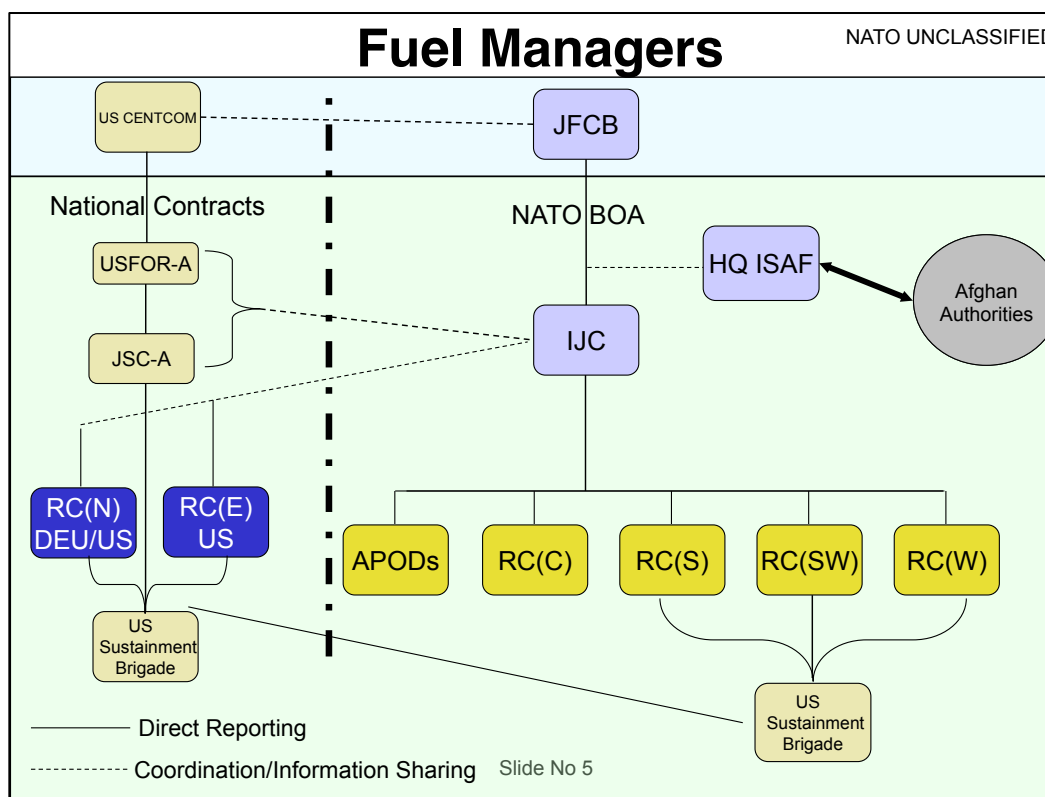 Fuel Managers
NATO UNCLASSIFIED
US CENTCOM
JFCB
National Contracts
NATO BOA
USFOR-A
HQ ISAF
Afghan
Authorities
JSC-A
IJC
RC(N)
DEU/US
RC(E)
US
APODs
RC(C)
RC(S)
RC(SW)
RC(W)
US
Sustainment
Brigade
US
Sustainment
Brigade
Direct Reporting
Coordination/Information Sharing
Slide No 5